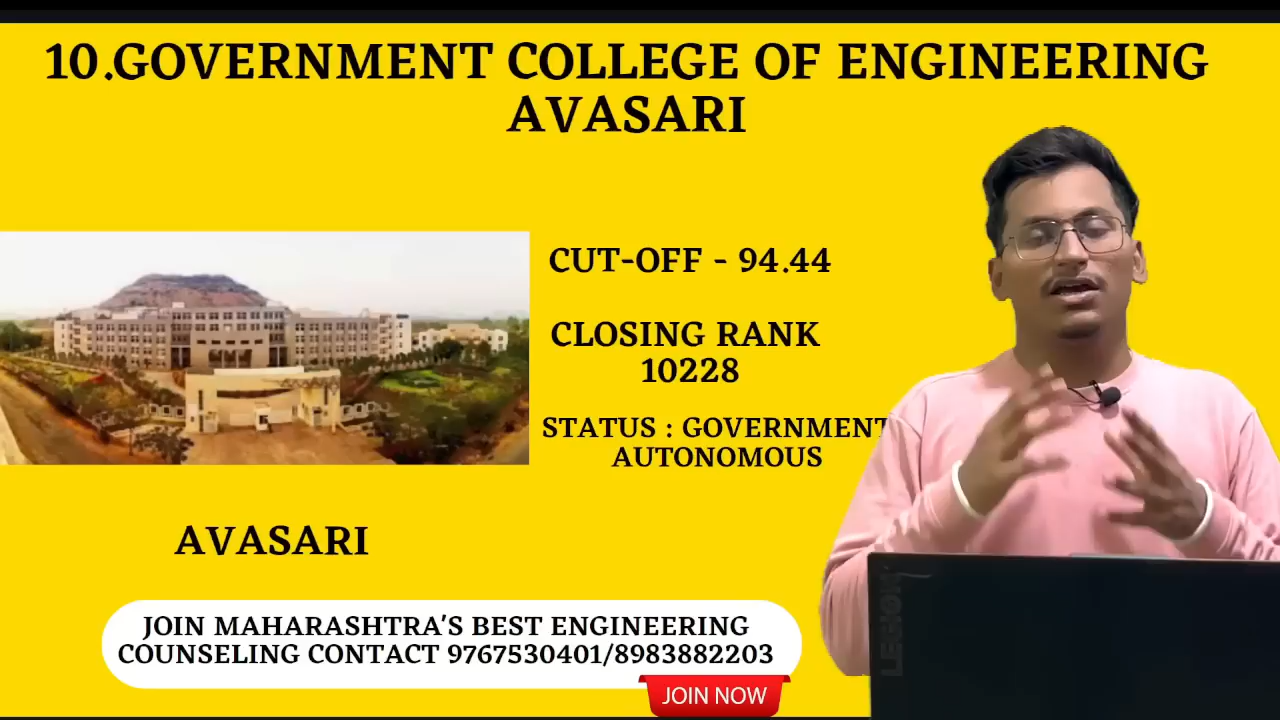 10.GOVERNMENT COLLEGE OF ENGINEERING
AVASARI
CUT-OFF - 94.44
CLOSING RANK
10228
STATUS : GOVERNMENT
AUTONOMOUS
AVASARI
JOIN MAHARASHTRA'S BEST ENGINEERING
COUNSELING CONTACT 9767530401/8983882203
JOIN NOW
LEGION